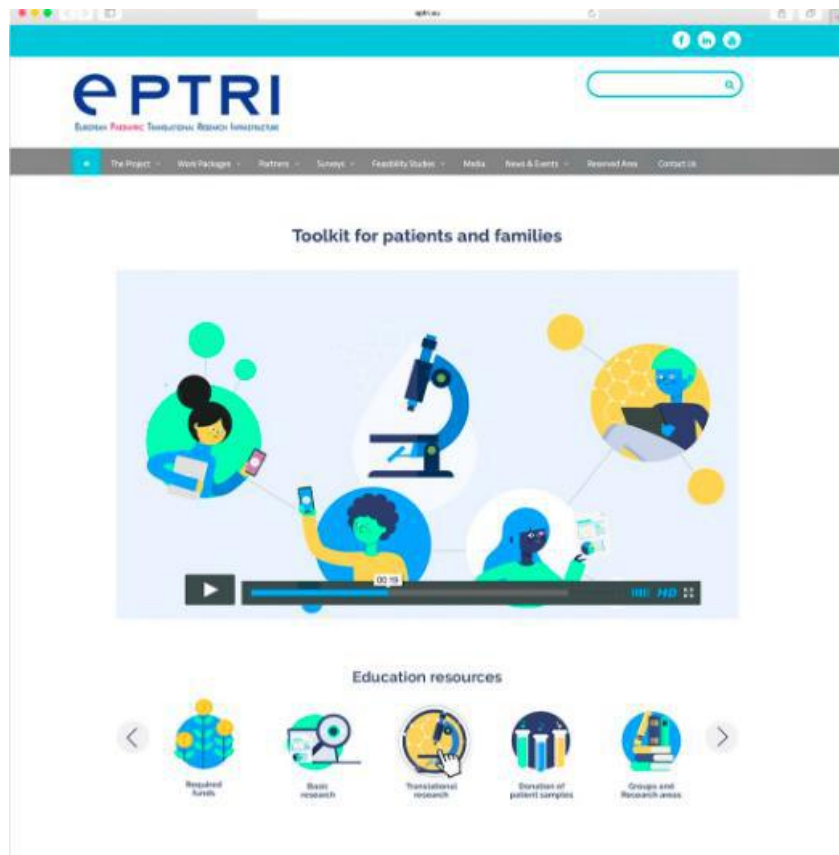 eptri.eu
f in
ePTRI
European Paediatric Translational Research Infrastructure
The Project Work Packages Partners Surveys Feasibility Studies Media News & Events Reserved Area Contact Us
Toolkit for patients and families
00:19
HD
Education resources
Required funds
Basic research
Translational research
Donation of patient samples
Groups and Research areas